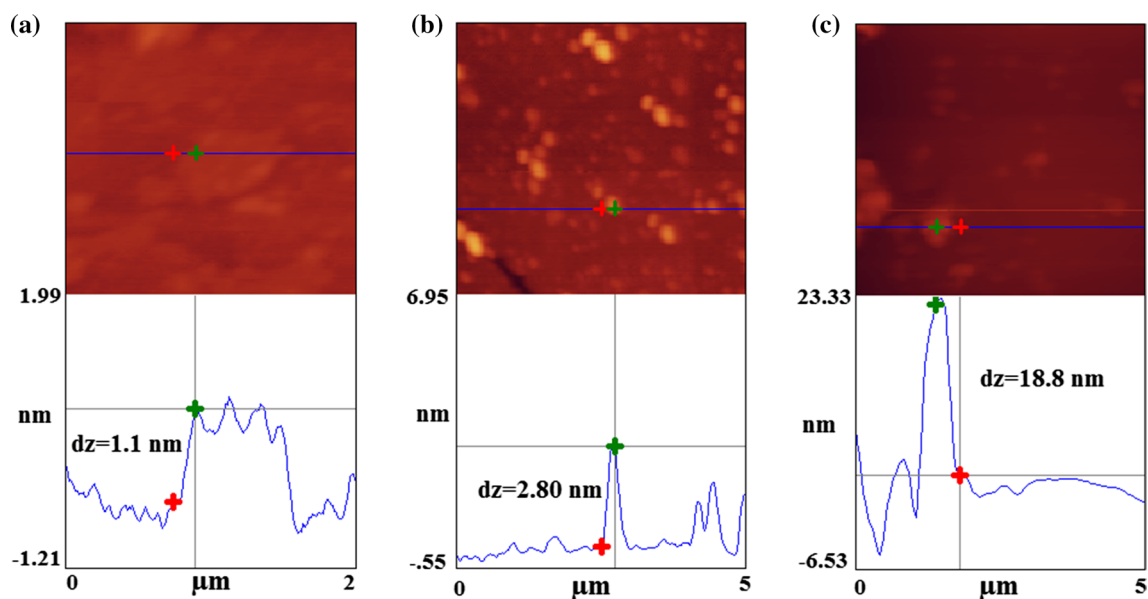 (a) (b) (c)
1.99 6.95 23.33
nm nm nm
dz=1.1 nm dz=2.80 nm dz=18.8 nm
-1.21 -.55 -6.53
0 µm 2 0 µm 5 0 µm 5